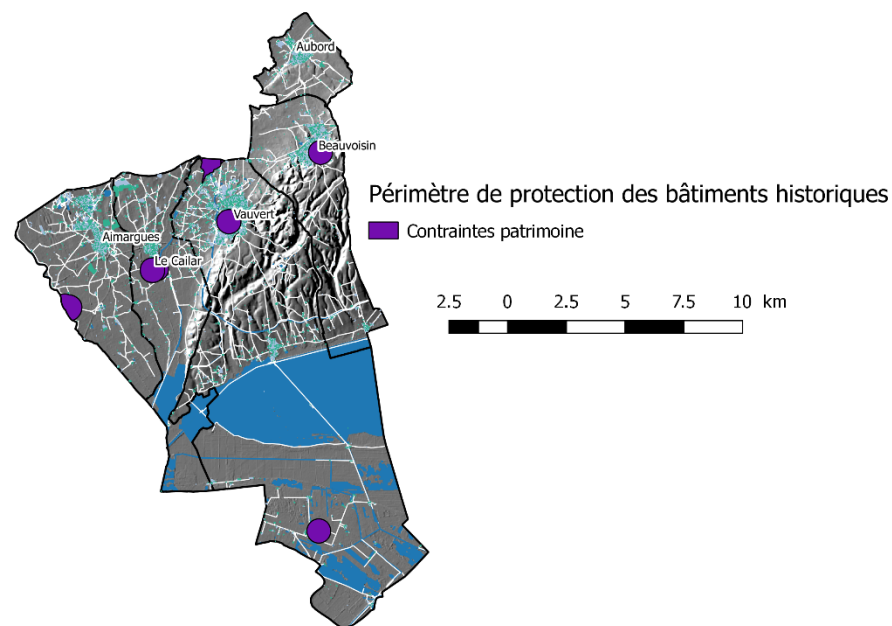 Aubord
Beauvoisin
Périmètre de protection des bâtiments historiques
Vauvert
Contraintes patrimoine
Aimargues
Le Cailar
2.5 0 2.5 5 7.5 10 km